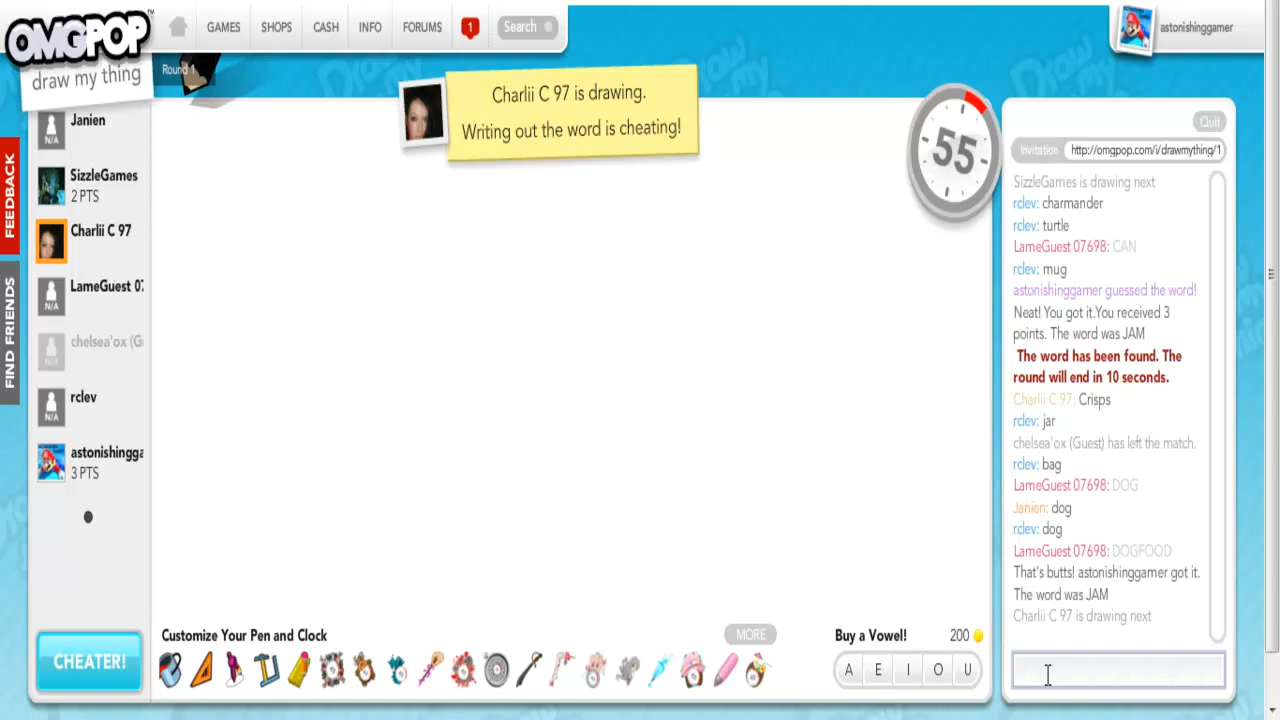 OMGPOP™
draw my thing
GAMES
SHOPS
CASH
INFO
FORUMS
1
Search
astonishinggamer
Round 1
Charlii C 97 is drawing.
Writing out the word is cheating!
55
FEEDBACK
FIND FRIENDS
N/A
Janien
SizzleGames
2 PTS
Charlii C 97
N/A
LameGuest 07
N/A
chelsea'ox (G
N/A
rclev
astonishingga
3 PTS
CHEATER!
Customize Your Pen and Clock
MORE
Buy a Vowel!
200
A
E
I
O
U
Quit
Invitation
http://omgpop.com/i/drawmything/1
SizzleGames is drawing next
rclev: charmander
rclev: turtle
LameGuest 07698: CAN
rclev: mug
astonishinggamer guessed the word!
Neat! You got it.You received 3
points. The word was JAM
The word has been found. The
round will end in 10 seconds.
Charlii C 97: Crisps
rclev: jar
chelsea'ox (Guest) has left the match.
rclev: bag
LameGuest 07698: DOG
Janien: dog
rclev: dog
LameGuest 07698: DOGFOOD
That's butts! astonishinggamer got it.
The word was JAM
Charlii C 97 is drawing next